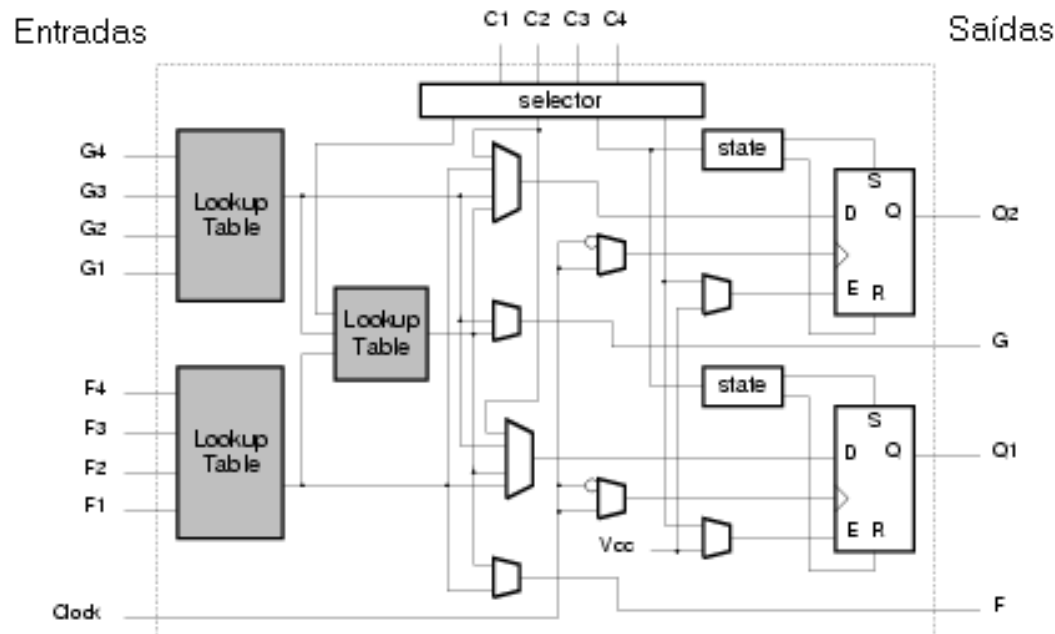 Entradas
C1 C2 C3 C4
Saídas
selector
G4
G3
G2
G1
Lookup
Table
state
S
D Q
E R
Q2
Lookup
Table
G
F4
F3
F2
F1
Lookup
Table
state
S
D Q
E R
Q1
Vcc
Clock
F